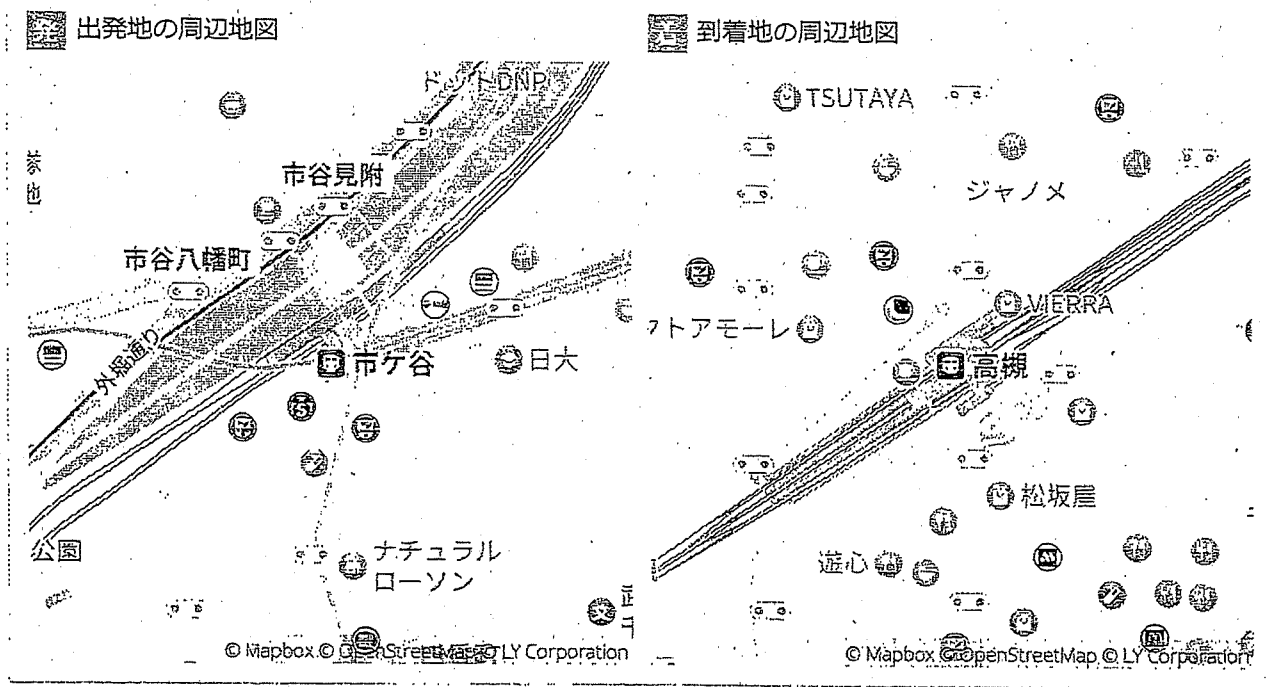 発 出発地の周辺地図
ドットDNP
市谷見附
市谷八幡町
外堀通り
市ケ谷
日大
公園
ナチュラル
ローソン
© Mapbox © OpenStreetMap © LY Corporation
着 到着地の周辺地図
TSUTAYA
ジャノメ
VIERRA
クトアモーレ
高槻
松坂屋
遊心
© Mapbox © OpenStreetMap © LY Corporation